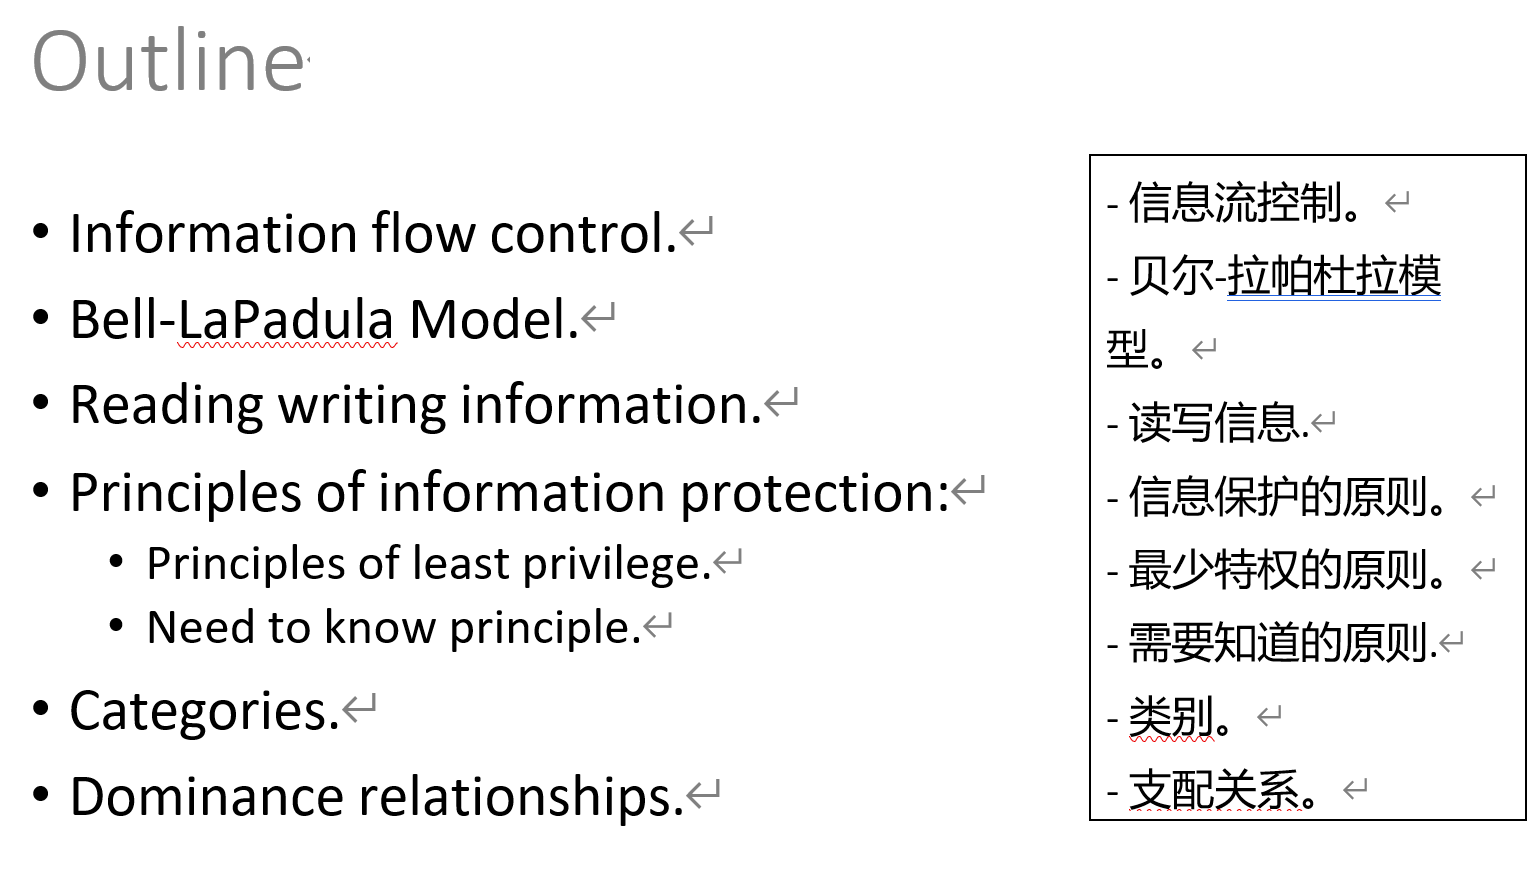 Outline
• Information flow control.
• Bell-LaPadula Model.
• Reading writing information.
• Principles of information protection:
• Principles of least privilege.
• Need to know principle.
• Categories.
• Dominance relationships.
- 信息流控制。
- 贝尔-拉帕杜拉模
型。
- 读写信息.
- 信息保护的原则。
- 最少特权的原则。
- 需要知道的原则.
- 类别。
- 支配关系。